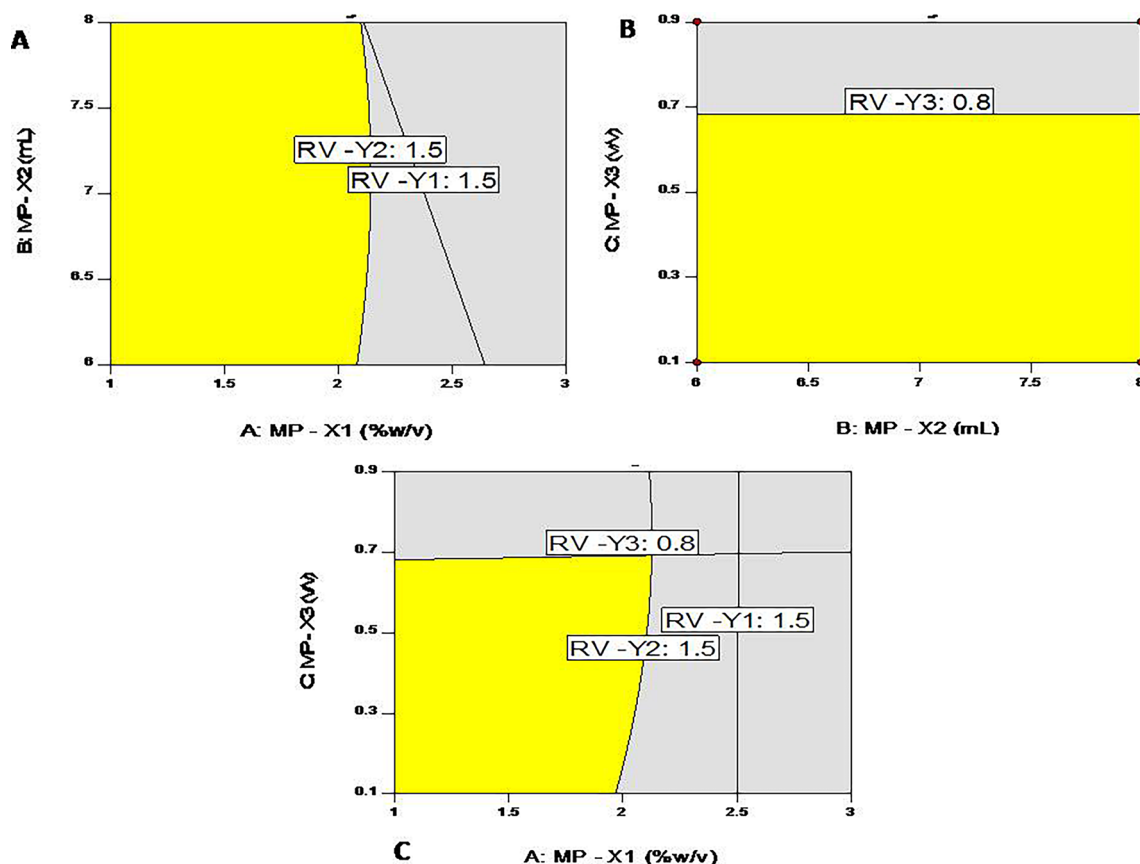 A
8
7.5
7
6.5
6
B: MP- X2 (mL)
RV -Y2: 1.5
RV -Y1: 1.5
1
1.5
2
2.5
3
A: MP - X1 (%w/v)
B
0.9
0.7
0.5
0.3
0.1
C: MP - X3 (v/v)
RV -Y3: 0.8
6
6.5
7
7.5
8
B: MP - X2 (mL)
0.9
0.7
0.5
0.3
0.1
C: MP- X3 (v/v)
RV -Y3: 0.8
RV -Y1: 1.5
RV -Y2: 1.5
1
1.5
2
2.5
3
C
A: MP - X1 (%w/v)